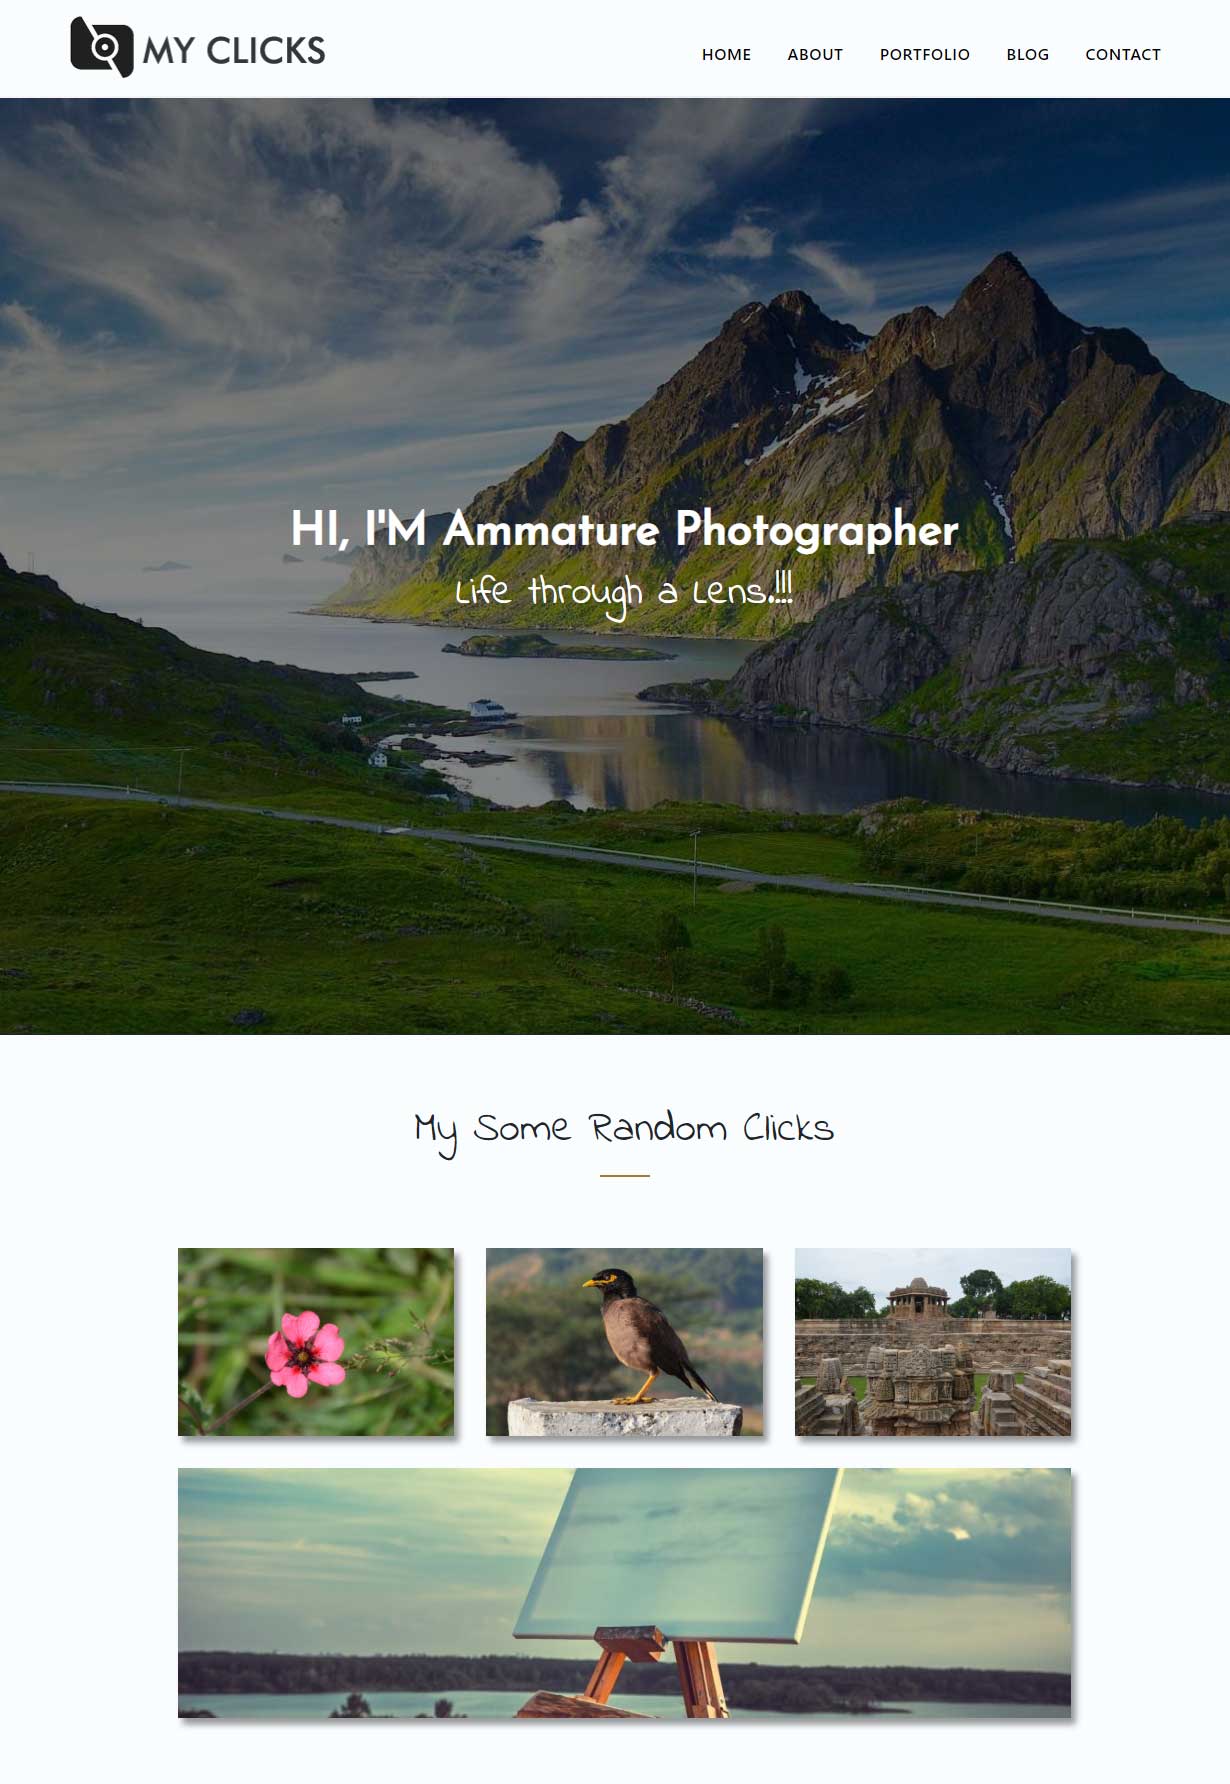 MY CLICKS
HOME ABOUT PORTFOLIO BLOG CONTACT
HI, I'M Ammature Photographer
Life through a Lens.!!!
My Some Random Clicks